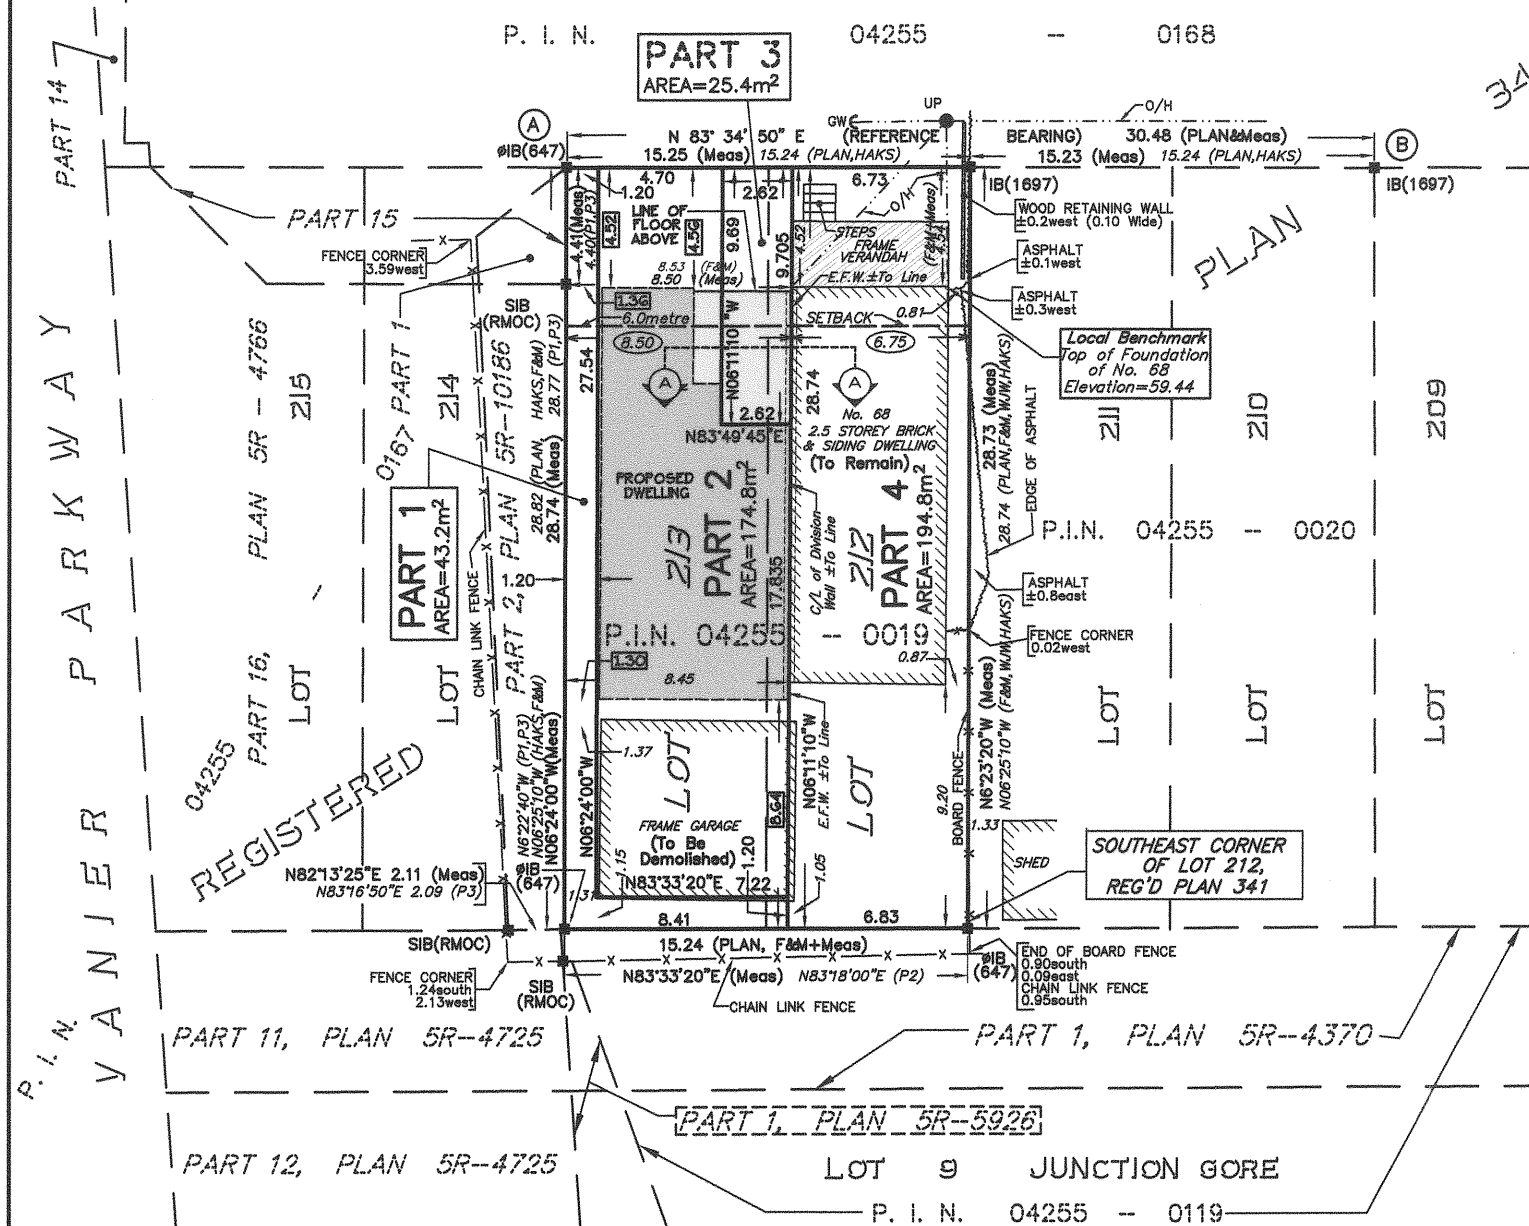 P. I. N. 04255 - 0168
PART 3
AREA=25.4m²
34
UP
O/H
GW
A
N 83° 34' 50" E (REFERENCE BEARING) 30.48 (PLAN&Meas)
B
øIB(647)
15.25 (Meas) 15.24 (PLAN,HAKS)
15.23 (Meas) 15.24 (PLAN,HAKS)
IB(1697)
IB(1697)
PART 14
PART 15
4.70
1.20
2.62
6.73
O/H
4.41(Meas)
4.40(P1,P3)
4.52
LINE OF
FLOOR
ABOVE
4.56
9.69
9.705
4.52
STEPS
FRAME
VERANDAH
(F&M+Meas)
4.54
WOOD RETAINING WALL
±0.2west (0.10 Wide)
PLAN
FENCE CORNER
3.59west
ASPHALT
±0.1west
8.53 (F&M)
8.50 (Meas)
E.F.W. ±To Line
ASPHALT
±0.3west
SIB
(RMOC)
1.36
6.0metre
SETBACK
0.81
8.50
6.75
Local Benchmark
Top of Foundation
of No. 68
Elevation=59.44
VANIER PARKWAY
PART 16, PLAN 5R-4766
LOT 215
0167
PART 1
LOT 214
PART 2, PLAN 5R-10186
28.82 (PLAN, HAKS,F&M)
28.77 (P1,P3)
28.74 (Meas)
27.54
N06°11'10"W
A
A
28.74
No. 68
2.5 STOREY BRICK
& SIDING DWELLING
(To Remain)
2.62
N83°49'45"E
28.73 (Meas)
28.74 (PLAN,F&M,WJW,HAKS)
EDGE OF ASPHALT
LOT 211
LOT 210
LOT 209
PART 1
AREA=43.2m²
PROPOSED
DWELLING
LOT 213
PART 2
AREA=174.8m²
17.835
C/L of Division
Wall ±To Line
LOT 212
PART 4
AREA=194.8m²
P.I.N. 04255 - 0020
CHAIN LINK FENCE
1.20
ASPHALT
±0.8east
P.I.N. 04255 - 0019
FENCE CORNER
0.02west
1.30
8.45
0.87
04255
REGISTERED
N6°22'40"W (P1,P3)
N06°25'10"W (HAKS,F&M)
N06°24'00"W(Meas)
N06°24'00"W
1.37
N06°11'10"W
E.F.W. ±To Line
8.64
9.20
BOARD FENCE
N6°23'20"W (Meas)
N06°25'10"W (F&M,WJW,HAKS)
1.33
FRAME GARAGE
(To Be
Demolished)
1.20
1.15
1.05
SHED
SOUTHEAST CORNER
OF LOT 212,
REG'D PLAN 341
N82°13'25"E 2.11 (Meas)
N83°16'50"E 2.09 (P3)
øIB
(647)
1.31
N83°33'20"E 7.22
8.41
6.83
SIB(RMOC)
15.24 (PLAN, F&M+Meas)
FENCE CORNER
1.24south
2.13west
SIB
(RMOC)
N83°33'20"E (Meas) N83°18'00"E (P2)
øIB
(647)
END OF BOARD FENCE
0.90south
0.09east
CHAIN LINK FENCE
0.95south
CHAIN LINK FENCE
P. I. N.
PART 11, PLAN 5R-4725
PART 1, PLAN 5R-4370
PART 1, PLAN 5R-5926
PART 12, PLAN 5R-4725
LOT 9 JUNCTION GORE
P. I. N. 04255 - 0119